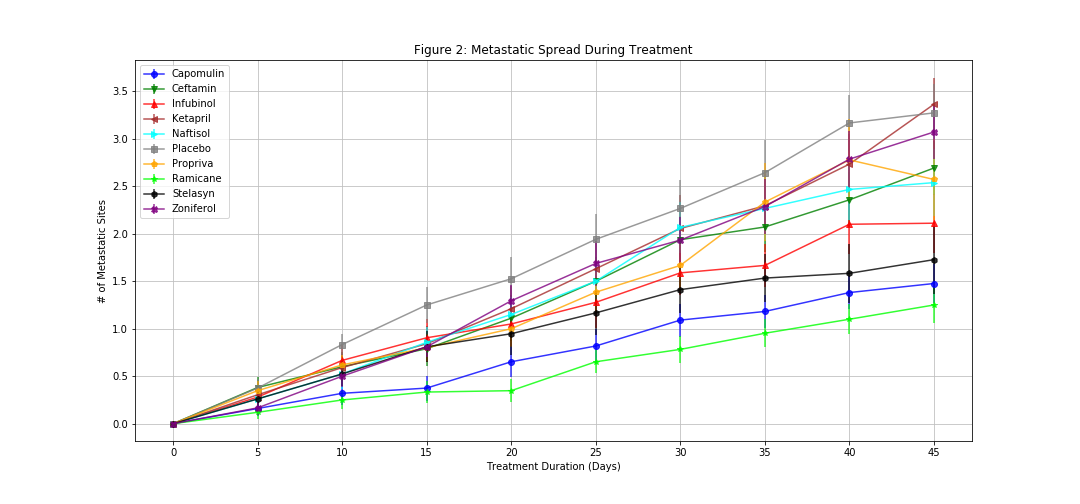 Figure 2: Metastatic Spread During Treatment
Capomulin
Ceftamin
Infubinol
Ketapril
Naftisol
Placebo
Propriva
Ramicane
Stelasyn
Zoniferol
# of Metastatic Sites
3.5
3.0
2.5
2.0
1.5
1.0
0.5
0.0
0 5 10 15 20 25 30 35 40 45
Treatment Duration (Days)